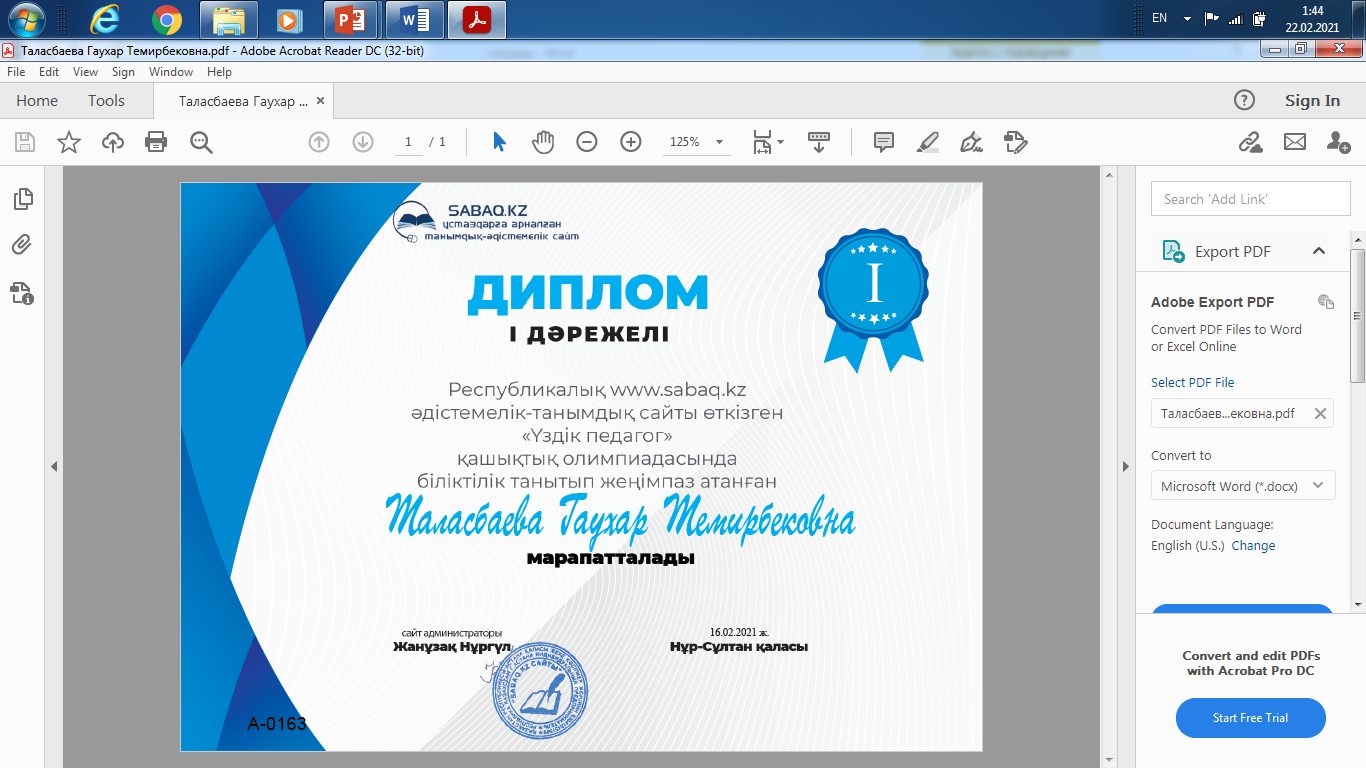 EN
1:44
22.02.2021
Таласбаева Гаухар Темирбековна.pdf - Adobe Acrobat Reader DC (32-bit)
File Edit View Sign Window Help
Home Tools Таласбаева Гаухар ... × Sign In
1 / 1 125%
SABAQ.KZ
ұстаздарға арналған
танымдық-әдістемелік сайт
I
ДИПЛОМ
І ДӘРЕЖЕЛІ
Республикалық www.sabaq.kz
әдістемелік-танымдық сайты өткізген
«Үздік педагог»
қашықтық олимпиадасында
біліктілік танытып жеңімпаз атанған
Таласбаева Гаухар Темирбековна
марапатталады
сайт администраторы
Жанұзақ Нұргүл
16.02.2021 ж.
Нұр-Сұлтан қаласы
"SABAQ.KZ САЙТЫ"
A-0163
Search 'Add Link'
Export PDF
Adobe Export PDF
Convert PDF Files to Word
or Excel Online
Select PDF File
Таласбаев...ековна.pdf
Convert to
Microsoft Word (*.docx)
Document Language:
English (U.S.) Change
Convert and edit PDFs
with Acrobat Pro DC
Start Free Trial